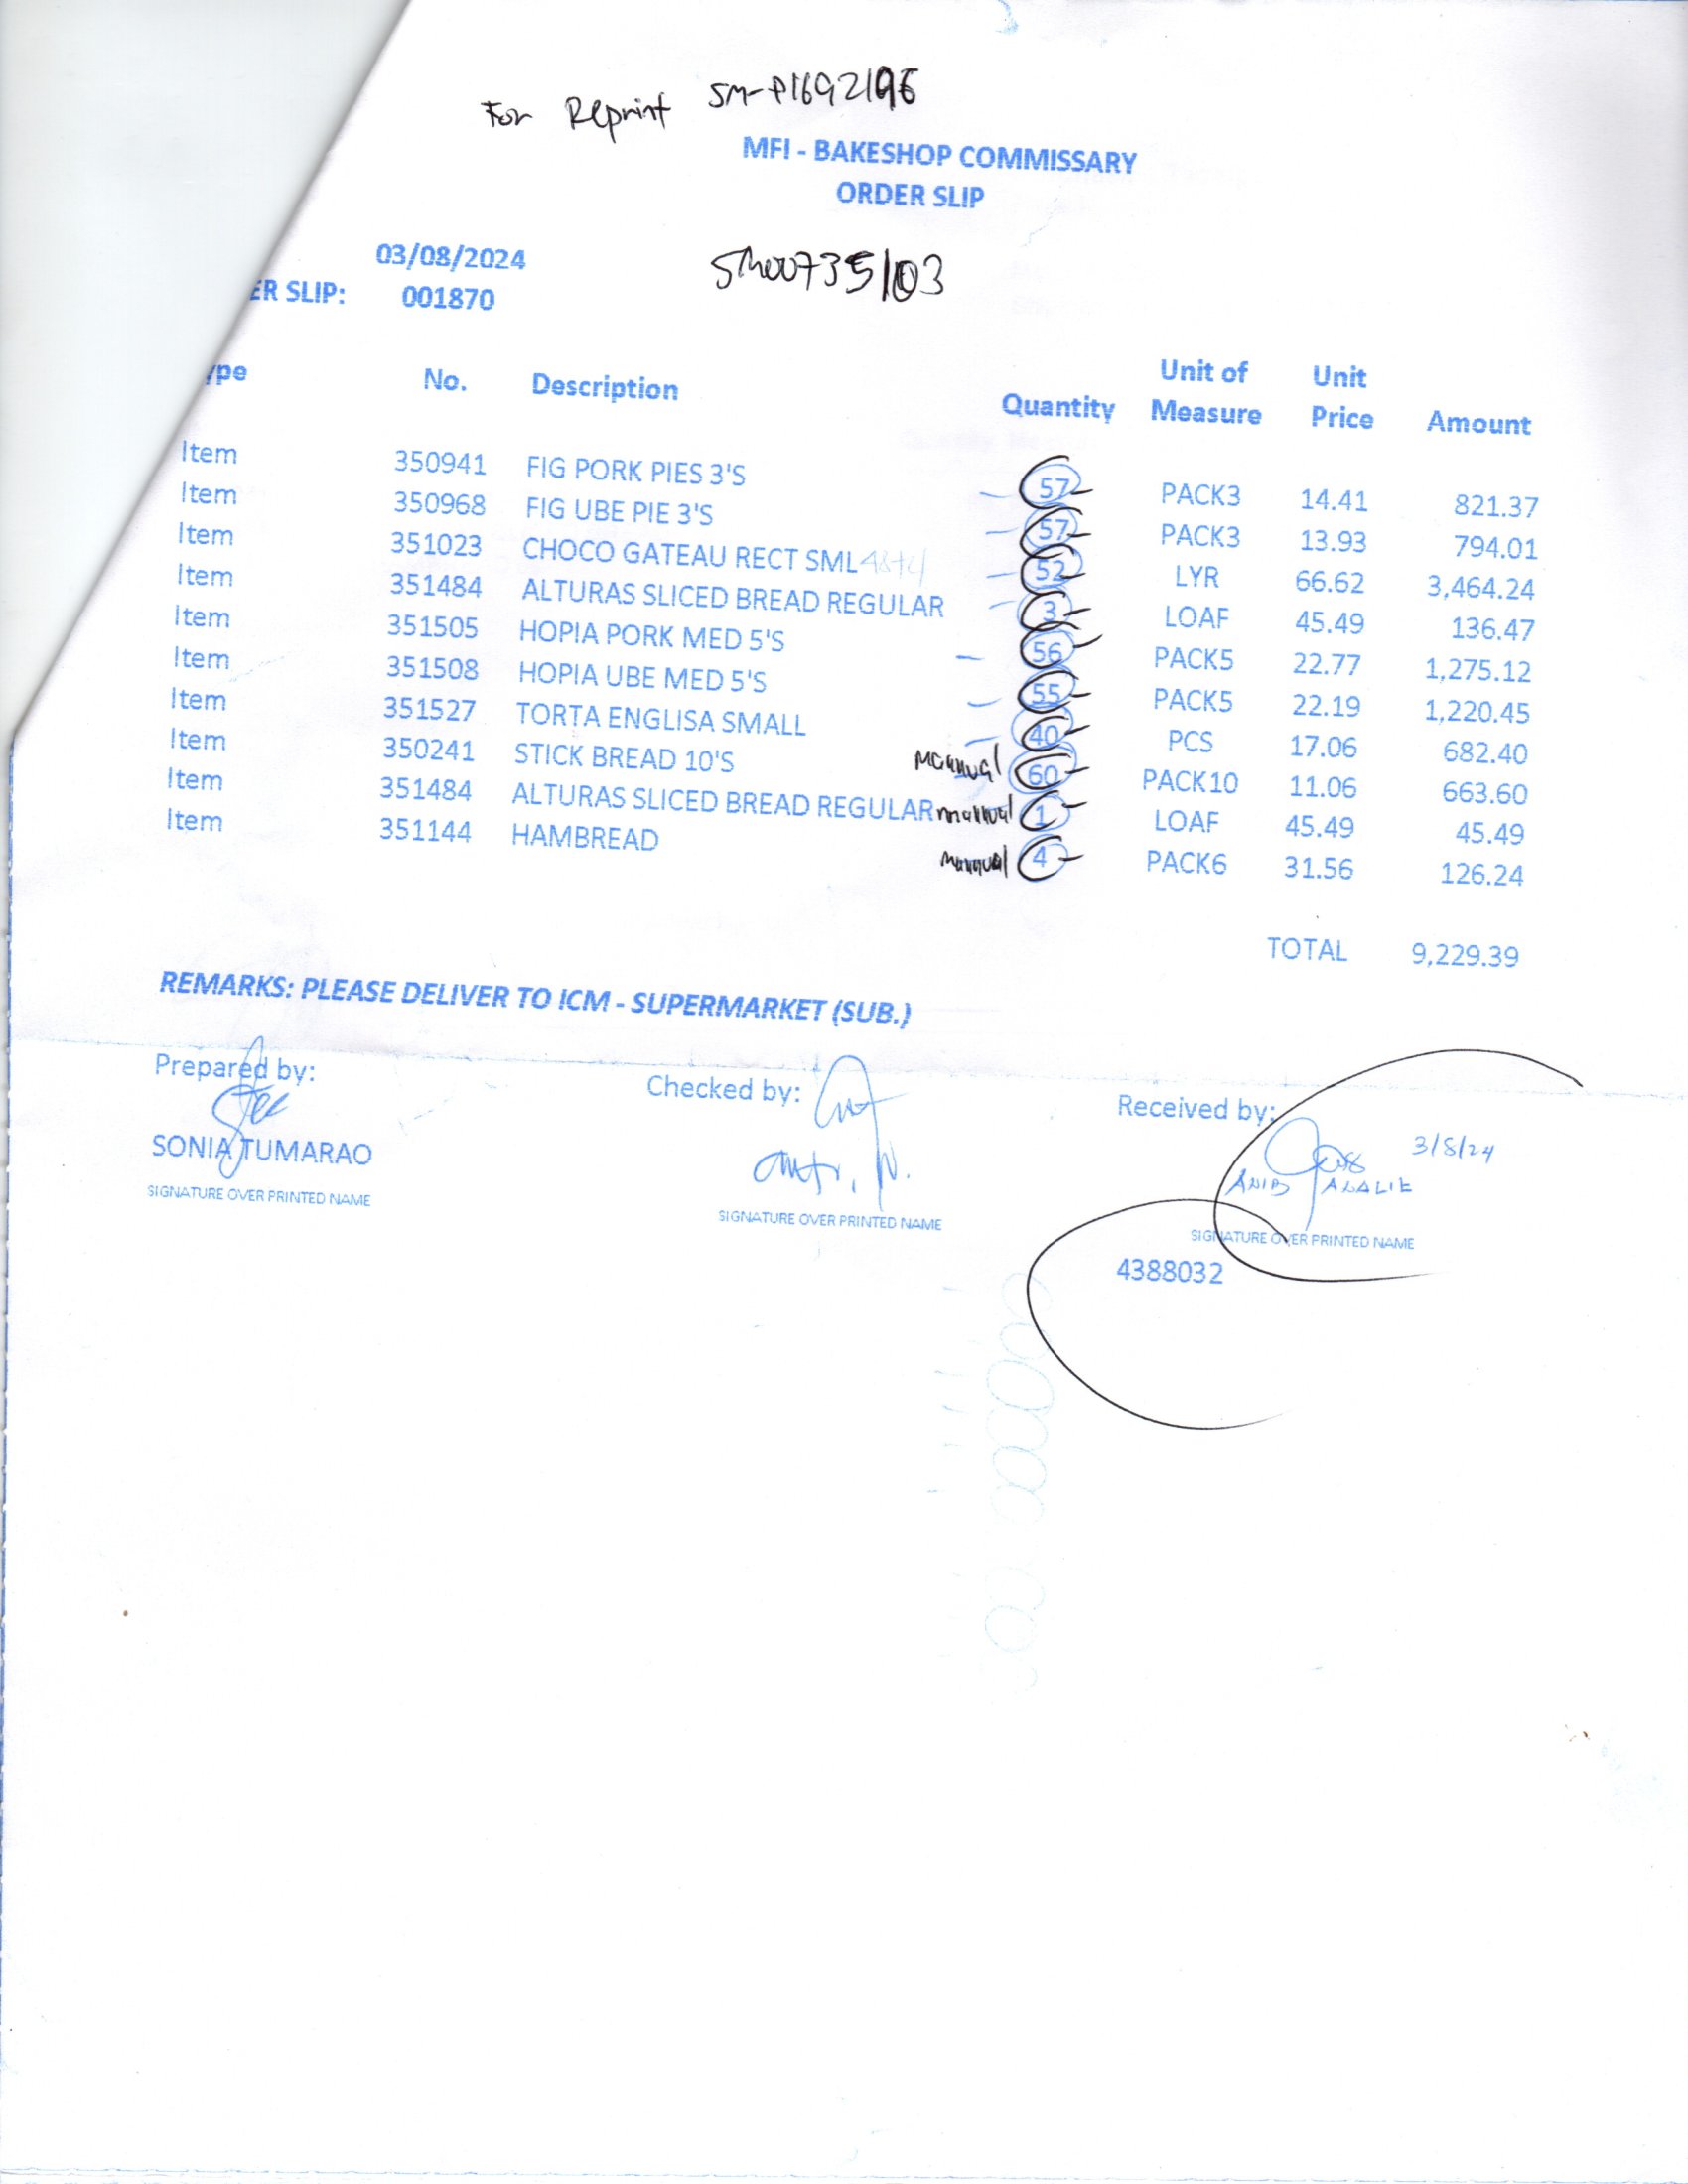 For Reprint SM-P1692196
MFI - BAKESHOP COMMISSARY
ORDER SLIP
03/08/2024
ER SLIP: 001870
SM00735103
ype No. Description Quantity Unit of Measure Unit Price Amount
Item 350941 FIG PORK PIES 3'S 57 PACK3 14.41 821.37
Item 350968 FIG UBE PIE 3'S 57 PACK3 13.93 794.01
Item 351023 CHOCO GATEAU RECT SML 48+4 52 LYR 66.62 3,464.24
Item 351484 ALTURAS SLICED BREAD REGULAR 3 LOAF 45.49 136.47
Item 351505 HOPIA PORK MED 5'S 56 PACK5 22.77 1,275.12
Item 351508 HOPIA UBE MED 5'S 55 PACK5 22.19 1,220.45
Item 351527 TORTA ENGLISA SMALL 40 PCS 17.06 682.40
Item 350241 STICK BREAD 10'S Manual 60 PACK10 11.06 663.60
Item 351484 ALTURAS SLICED BREAD REGULAR manual 1 LOAF 45.49 45.49
Item 351144 HAMBREAD Manual 4 PACK6 31.56 126.24
TOTAL 9,229.39
REMARKS: PLEASE DELIVER TO ICM - SUPERMARKET (SUB.)
Prepared by: Checked by: Received by:
3/8/24
SONIA TUMARAO
SIGNATURE OVER PRINTED NAME SIGNATURE OVER PRINTED NAME SIGNATURE OVER PRINTED NAME
4388032